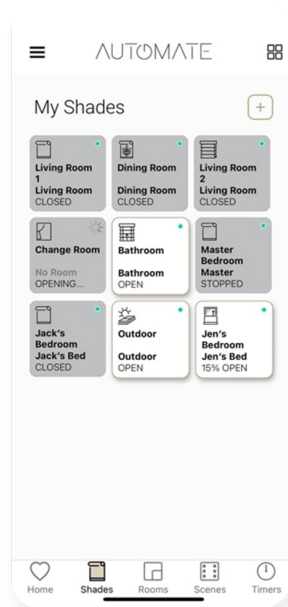 AUTOMATE
My Shades
+
Living Room
1
Living Room
CLOSED
Dining Room
Dining Room
CLOSED
Living Room
2
Living Room
CLOSED
Change Room
No Room
OPENING...
Bathroom
Bathroom
OPEN
Master
Bedroom
Master
STOPPED
Jack's
Bedroom
Jack's Bed
CLOSED
Outdoor
Outdoor
OPEN
Jen's
Bedroom
Jen's Bed
15% OPEN
Home
Shades
Rooms
Scenes
Timers